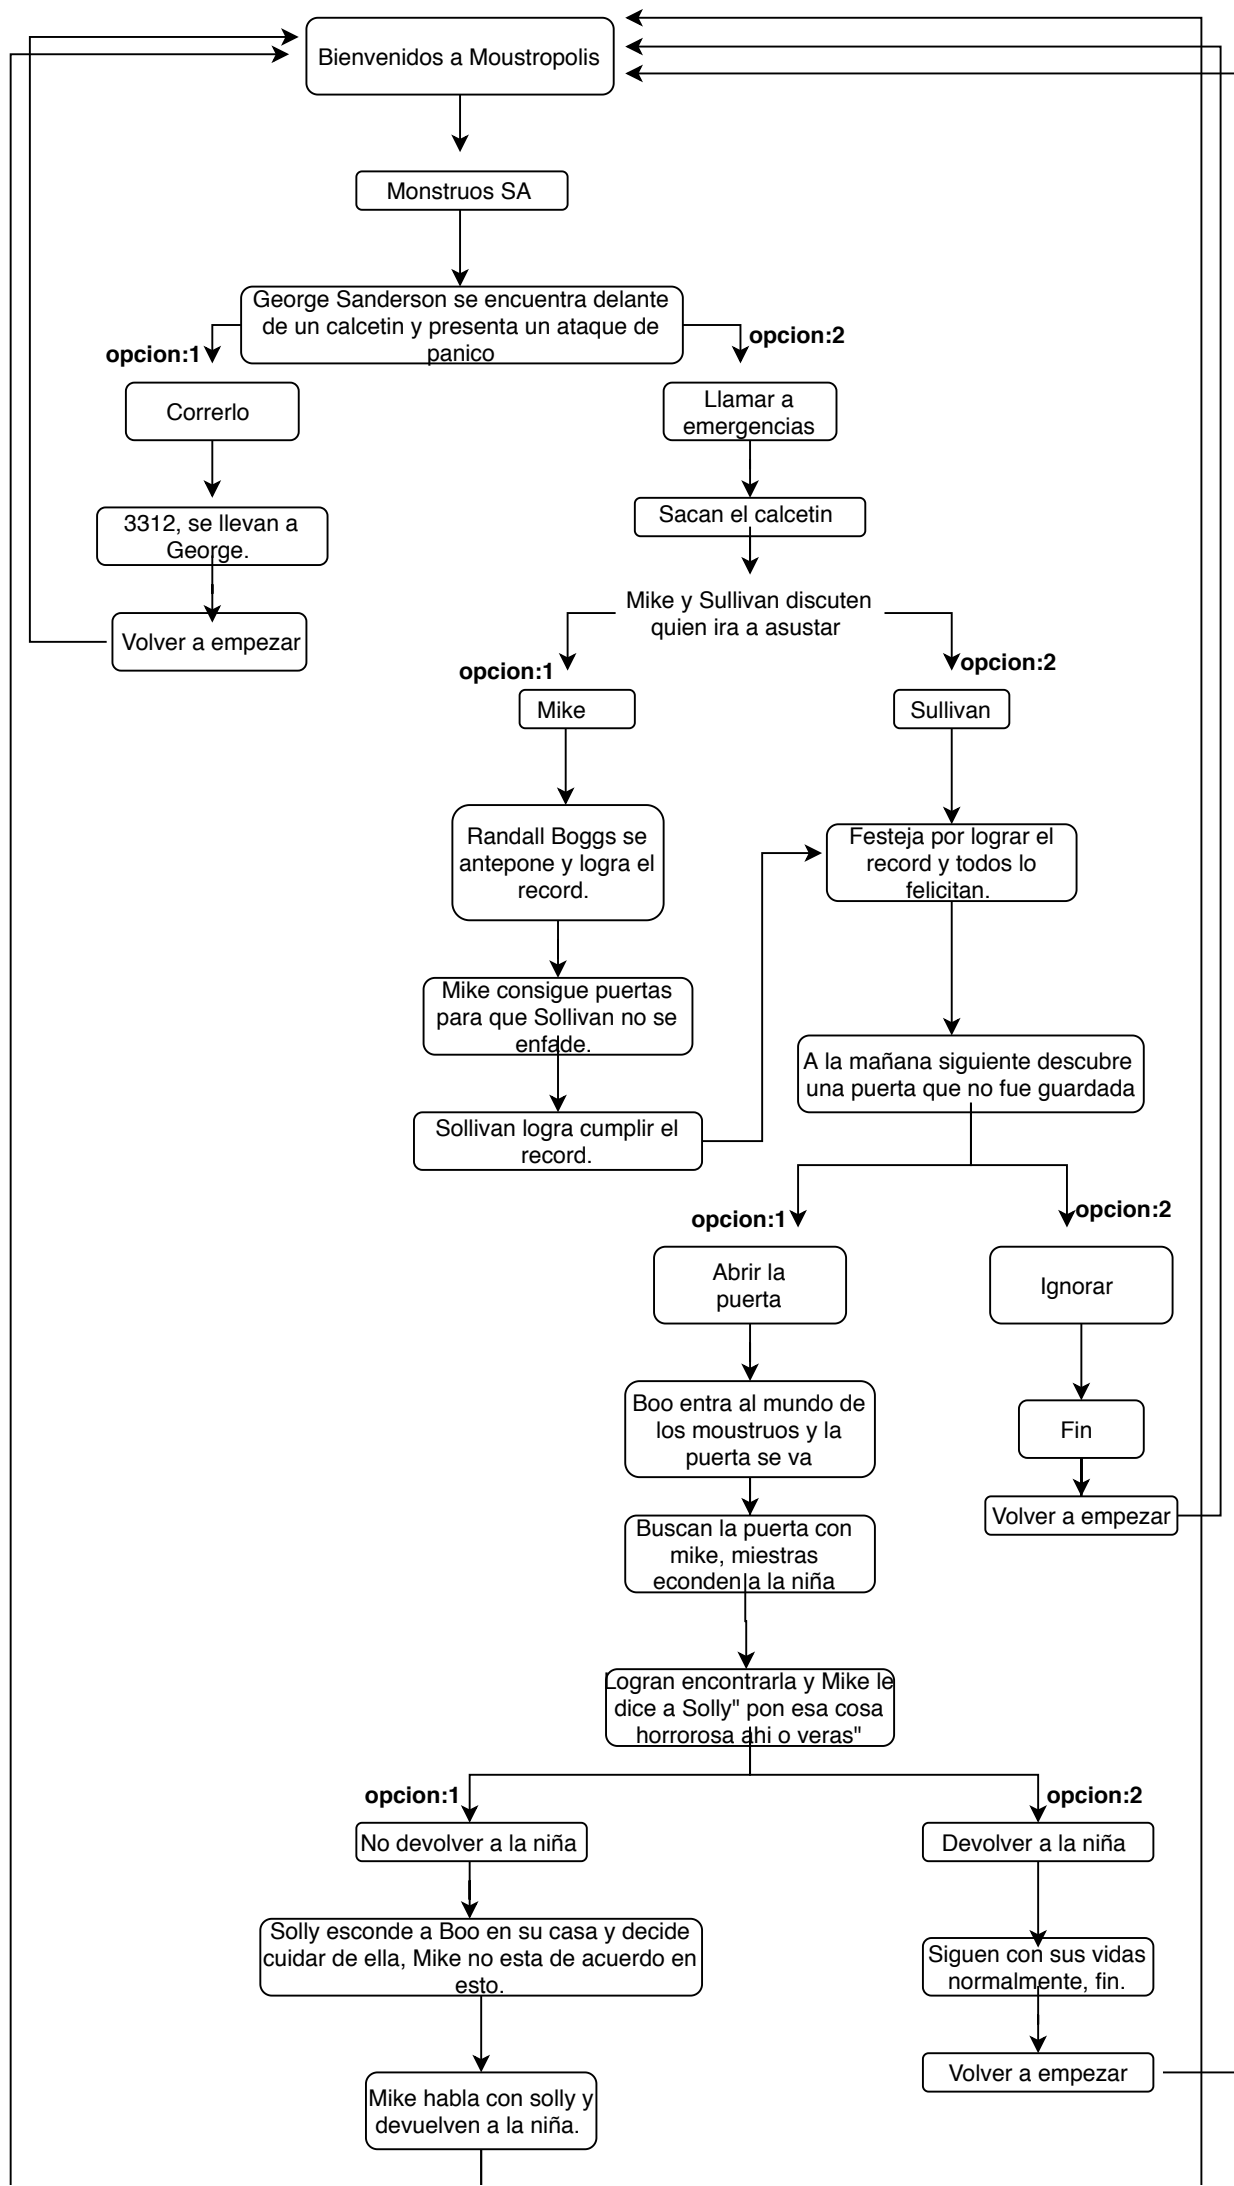 Bienvenidos a Moustropolis
Monstruos SA
George Sanderson se encuentra delante
de un calcetin y presenta un ataque de
panico
opcion:1
opcion:2
Correrlo
Llamar a
emergencias
3312, se llevan a
George.
Sacan el calcetin
Volver a empezar
Mike y Sullivan discuten
quien ira a asustar
opcion:1
opcion:2
Mike
Sullivan
Randall Boggs se
antepone y logra el
record.
Festeja por lograr el
record y todos lo
felicitan.
Mike consigue puertas
para que Sollivan no se
enfade.
A la mañana siguiente descubre
una puerta que no fue guardada
Sollivan logra cumplir el
record.
opcion:1
opcion:2
Abrir la
puerta
Ignorar
Boo entra al mundo de
los moustruos y la
puerta se va
Fin
Volver a empezar
Buscan la puerta con
mike, miestras
econden a la niña
Logran encontrarla y Mike le
dice a Solly" pon esa cosa
horrorosa ahi o veras"
opcion:1
opcion:2
No devolver a la niña
Devolver a la niña
Solly esconde a Boo en su casa y decide
cuidar de ella, Mike no esta de acuerdo en
esto.
Siguen con sus vidas
normalmente, fin.
Volver a empezar
Mike habla con solly y
devuelven a la niña.